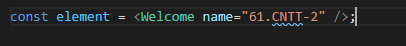 const element = <Welcome name="61.CNTT-2" />;